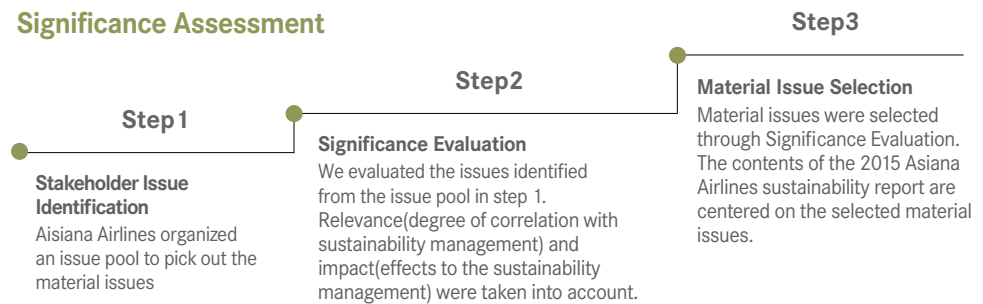 Significance Assessment
Step1
Stakeholder Issue
Identification
Aisiana Airlines organized
an issue pool to pick out the
material issues
Step2
Significance Evaluation
We evaluated the issues identified
from the issue pool in step 1.
Relevance(degree of correlation with
sustainability management) and
impact(effects to the sustainability
management) were taken into account.
Step3
Material Issue Selection
Material issues were selected
through Significance Evaluation.
The contents of the 2015 Asiana
Airlines sustainability report are
centered on the selected material
issues.